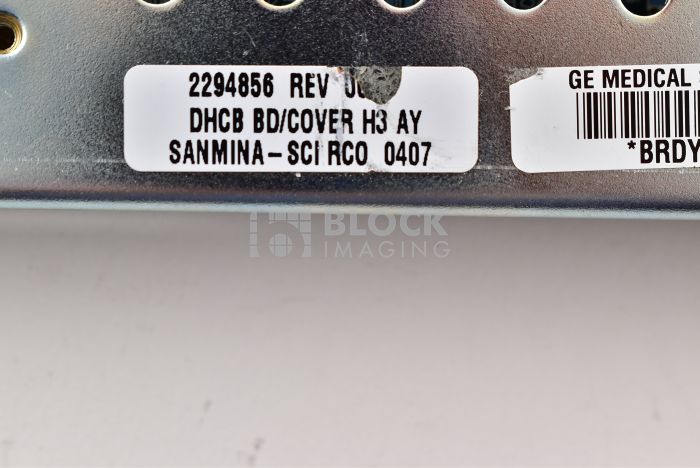 2294856 REV
DHCB BD/COVER H3 AY
SANMINA-SCI RCO 0407
GE MEDICAL
*BRDY
BLOCK
IMAGING